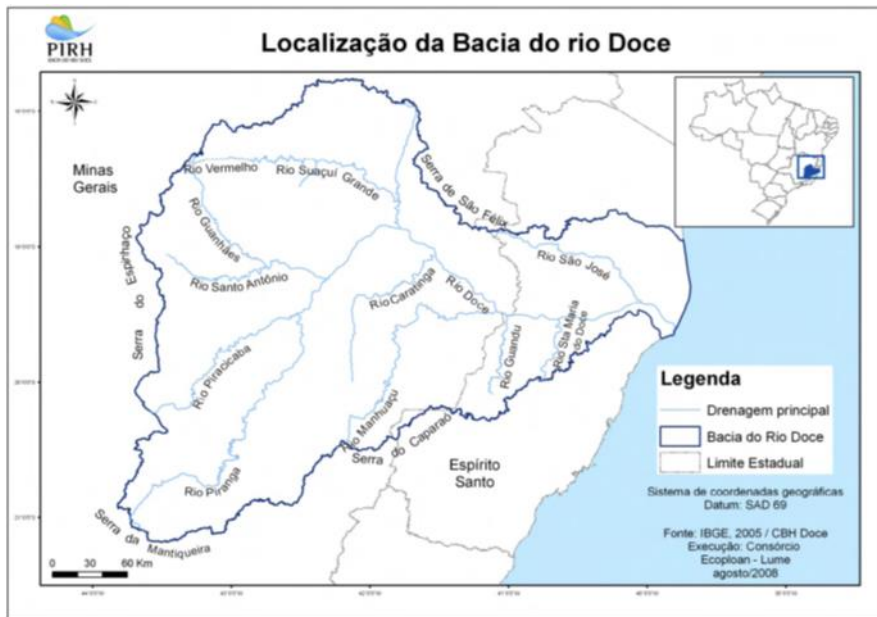 PIRH
Localização da Bacia do rio Doce
Minas
Gerais
Rio Vermelho
Rio Suaçuí Grande
Serra de São Félix
Rio Guanhães
Serra do Espinhaço
Rio Santo Antônio
Rio Caratinga
Rio Doce
Rio São José
Rio Piracicaba
Rio Manhuaçu
Rio Guandu
Rio Sta Maria
do Doce
Serra do Caparaó
Rio Piranga
Serra da Mantiqueira
Espírito
Santo
0 30 60 Km
Legenda
Drenagem principal
Bacia do Rio Doce
Limite Estadual
Sistema de coordenadas geográficas
Datum: SAD 69
Fonte: IBGE, 2005 / CBH Doce
Execução: Consórcio
Ecoploan - Lume
agosto/2008